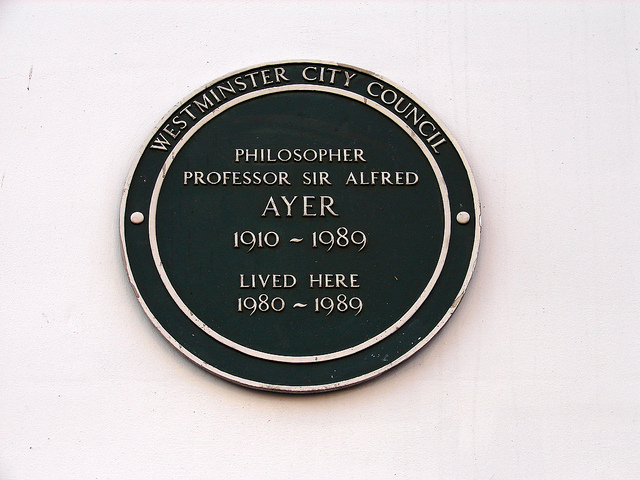 WESTMINSTER CITY COUNCIL
PHILOSOPHER
PROFESSOR SIR ALFRED
AYER
1910 ~ 1989
LIVED HERE
1980 ~ 1989